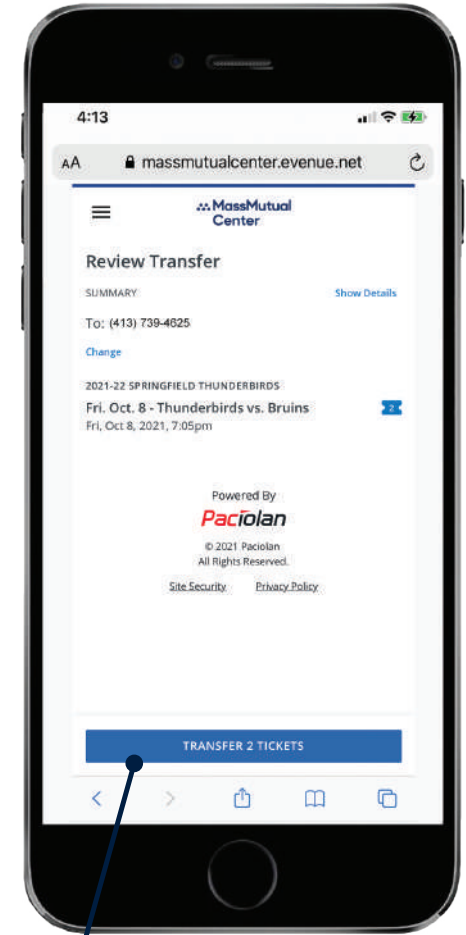 4:13
AA massmutualcenter.evenue.net
MassMutual
Center
Review Transfer
SUMMARY Show Details
To: (413) 739-4625
Change
2021-22 SPRINGFIELD THUNDERBIRDS
Fri. Oct. 8 - Thunderbirds vs. Bruins 2
Fri, Oct 8, 2021, 7:05pm
Powered By
Paciolan
© 2021 Paciolan
All Rights Reserved.
Site Security Privacy Policy
TRANSFER 2 TICKETS